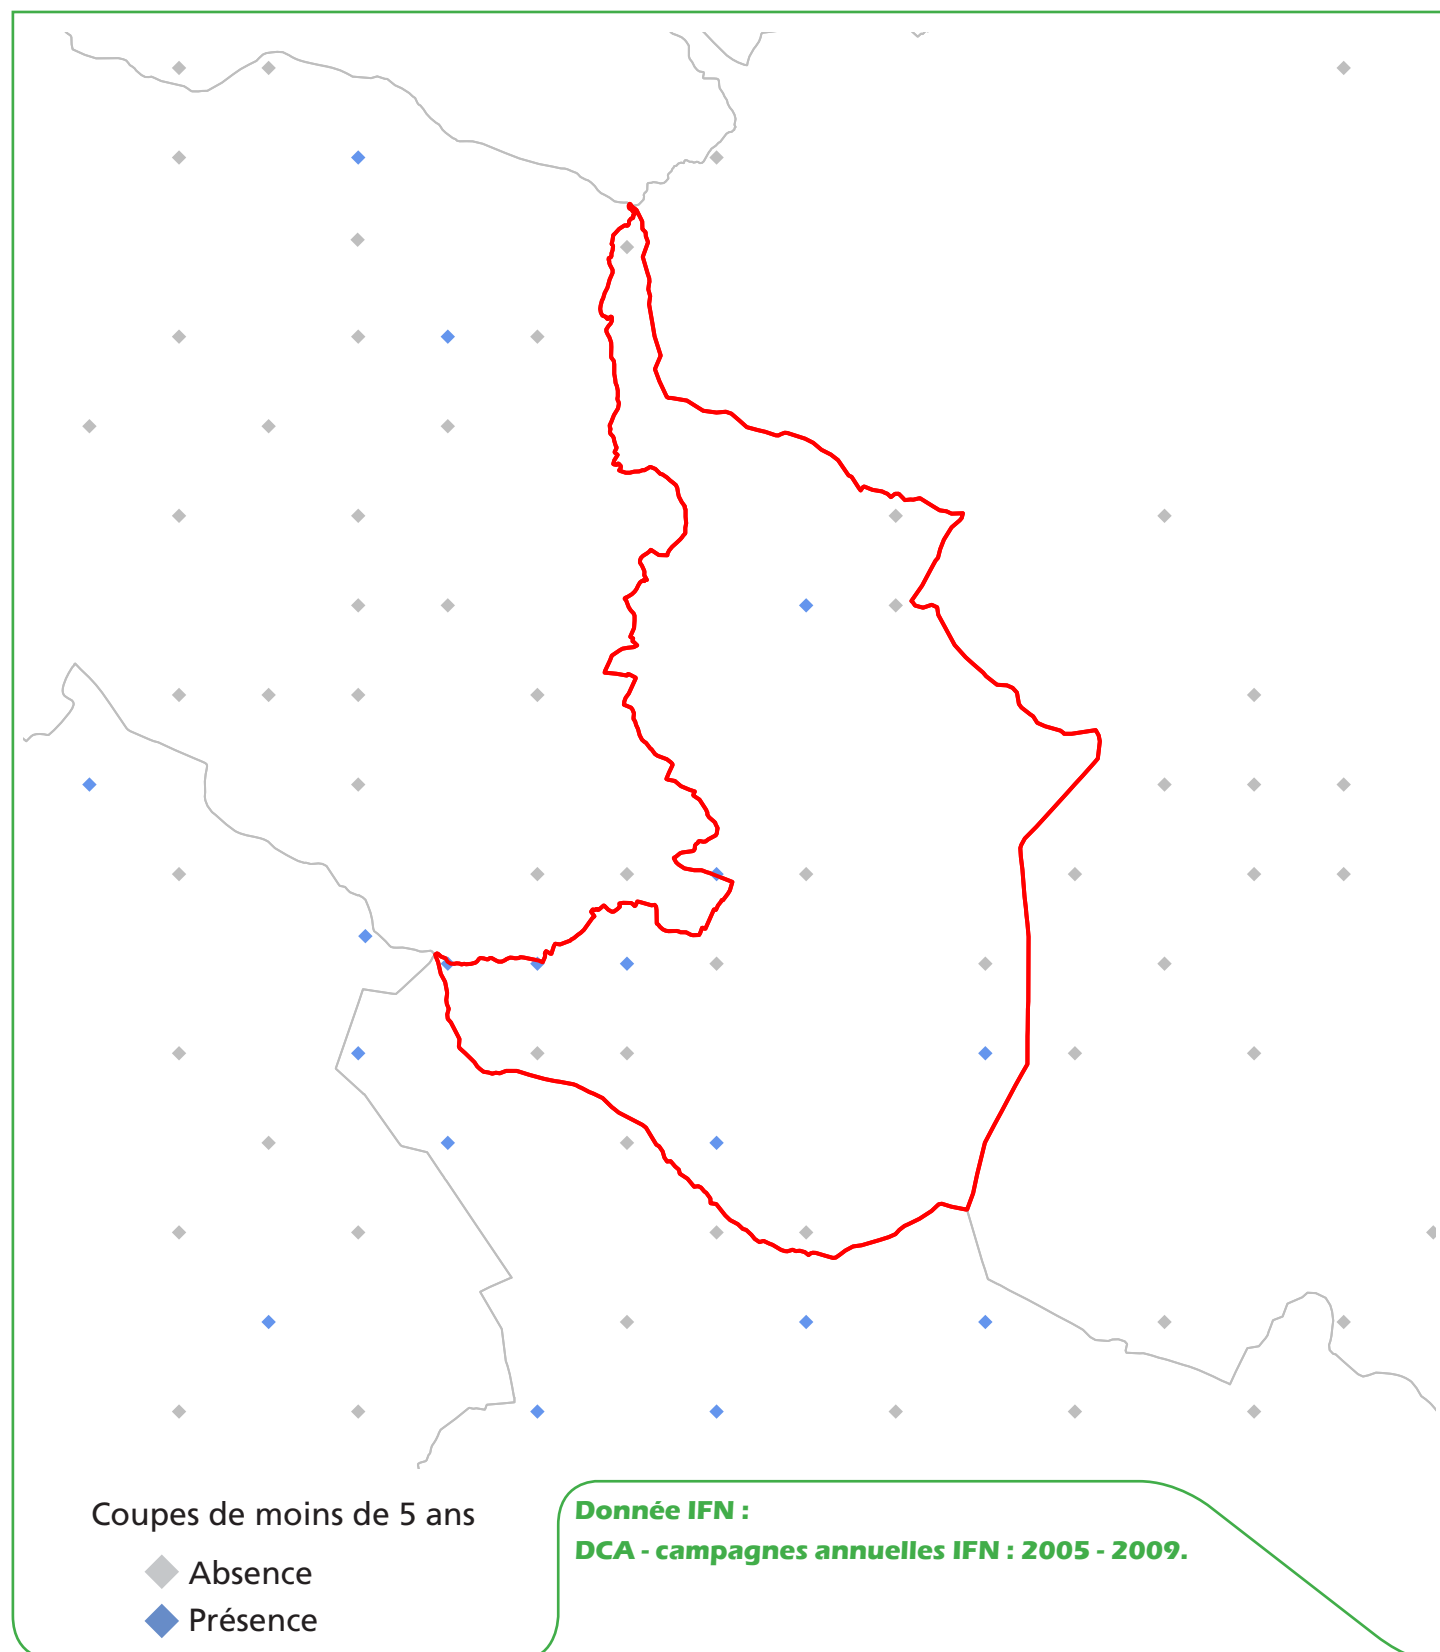 Coupes de moins de 5 ans
Absence
Présence
Donnée IFN :
DCA - campagnes annuelles IFN : 2005 - 2009.